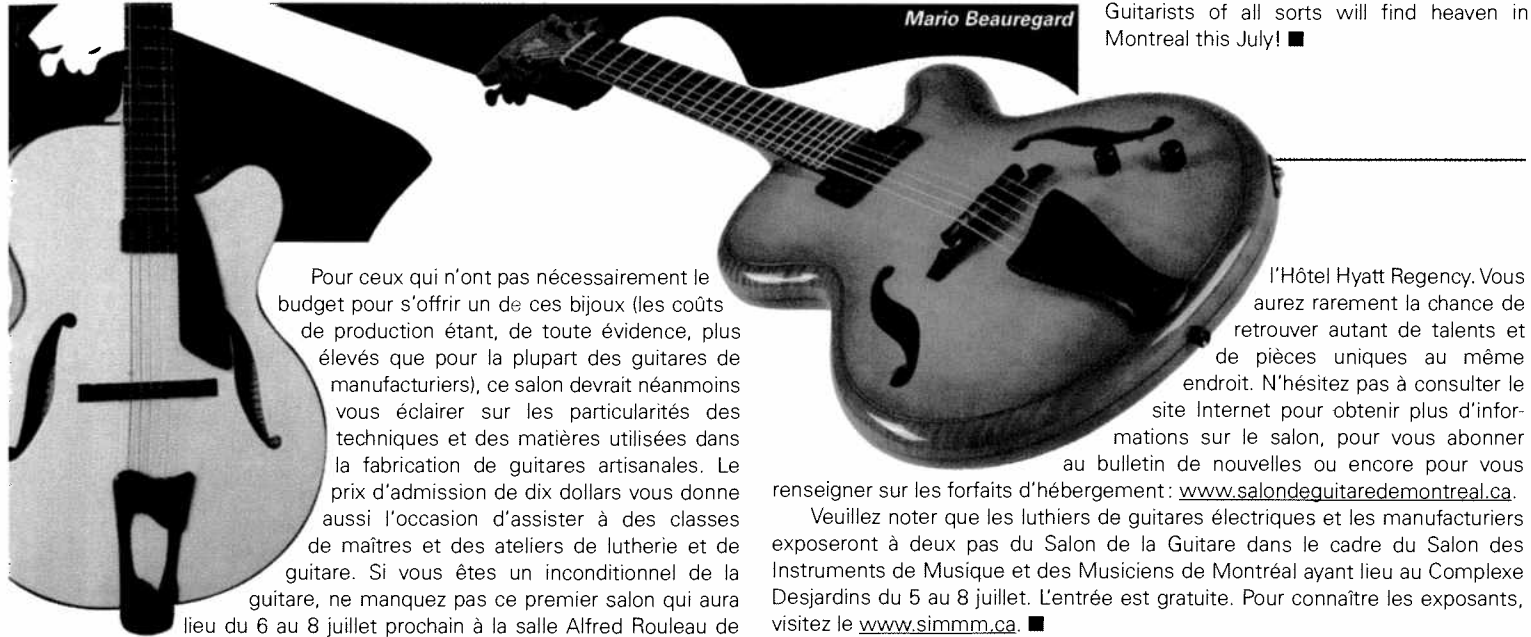 Mario Beauregard
Guitarists of all sorts will find heaven in
Montreal this July! ■
Pour ceux qui n'ont pas nécessairement le
budget pour s'offrir un de ces bijoux (les coûts
de production étant, de toute évidence, plus
élevés que pour la plupart des guitares de
manufacturiers), ce salon devrait néanmoins
vous éclairer sur les particularités des
techniques et des matières utilisées dans
la fabrication de guitares artisanales. Le
prix d'admission de dix dollars vous donne
aussi l'occasion d'assister à des classes
de maîtres et des ateliers de lutherie et de
guitare. Si vous êtes un inconditionnel de la
guitare, ne manquez pas ce premier salon qui aura
lieu du 6 au 8 juillet prochain à la salle Alfred Rouleau de
l'Hôtel Hyatt Regency. Vous
aurez rarement la chance de
retrouver autant de talents et
de pièces uniques au même
endroit. N'hésitez pas à consulter le
site Internet pour obtenir plus d'infor-
mations sur le salon, pour vous abonner
au bulletin de nouvelles ou encore pour vous
renseigner sur les forfaits d'hébergement : www.salondeguitaredemontreal.ca.
Veuillez noter que les luthiers de guitares électriques et les manufacturiers
exposeront à deux pas du Salon de la Guitare dans le cadre du Salon des
Instruments de Musique et des Musiciens de Montréal ayant lieu au Complexe
Desjardins du 5 au 8 juillet. L'entrée est gratuite. Pour connaître les exposants,
visitez le www.simmm.ca. ■